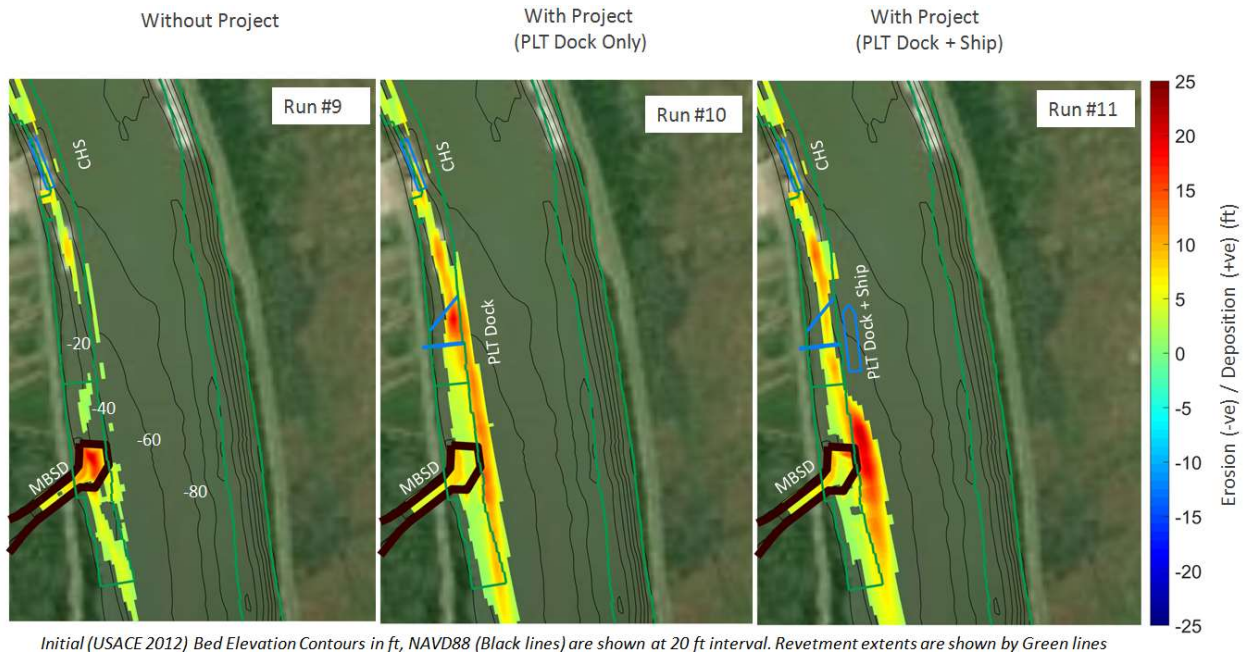 Without Project
With Project
(PLT Dock Only)
With Project
(PLT Dock + Ship)
Run #9
CHS
-20
-40
-60
-80
MBSD
Run #10
CHS
PLT Dock
MBSD
Run #11
CHS
PLT Dock + Ship
MBSD
25
20
15
10
5
0
-5
-10
-15
-20
-25
Erosion (-ve) / Deposition (+ve) (ft)
Initial (USACE 2012) Bed Elevation Contours in ft, NAVD88 (Black lines) are shown at 20 ft interval. Revetment extents are shown by Green lines